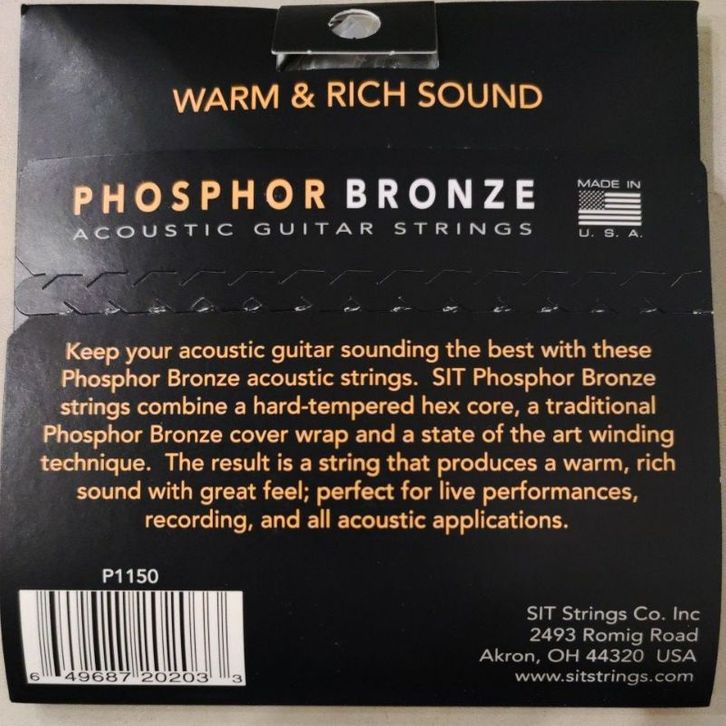 WARM & RICH SOUND
PHOSPHOR BRONZE
ACOUSTIC GUITAR STRINGS
MADE IN
U. S. A.
Keep your acoustic guitar sounding the best with these
Phosphor Bronze acoustic strings. SIT Phosphor Bronze
strings combine a hard-tempered hex core, a traditional
Phosphor Bronze cover wrap and a state of the art winding
technique. The result is a string that produces a warm, rich
sound with great feel; perfect for live performances,
recording, and all acoustic applications.
P1150
6 49687 20203 3
SIT Strings Co. Inc
2493 Romig Road
Akron, OH 44320 USA
www.sitstrings.com